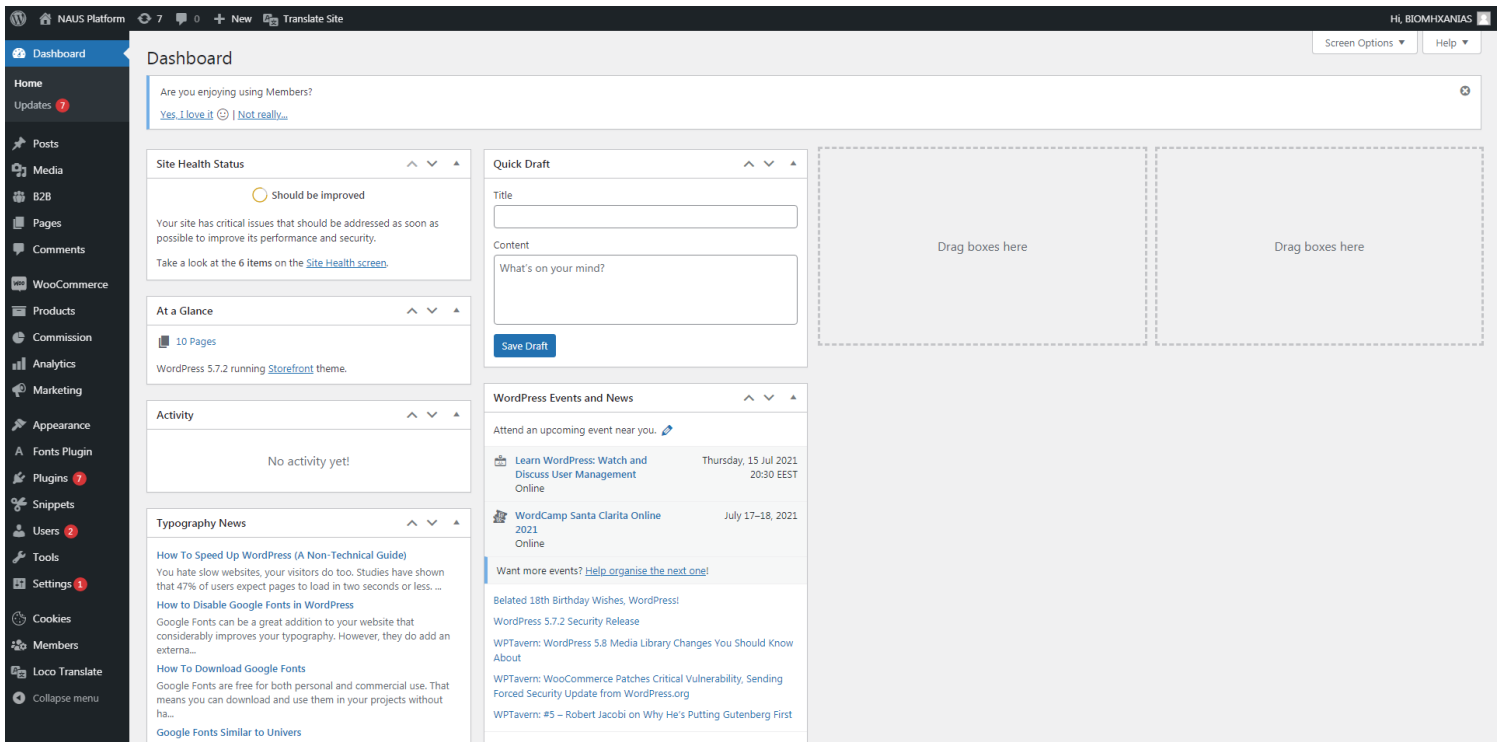 NAUS Platform 7 0 New Translate Site Hi, BIOMHXANIAS
Dashboard
Home
Updates 7
Posts
Media
B2B
Pages
Comments
WooCommerce
Products
Commission
Analytics
Marketing
Appearance
A Fonts Plugin
Plugins 7
Snippets
Users 2
Tools
Settings 1
Cookies
Members
Loco Translate
Collapse menu
Screen Options ▼ Help ▼
Dashboard
Are you enjoying using Members?
Yes, I love it | Not really...
Site Health Status
Should be improved
Your site has critical issues that should be addressed as soon as
possible to improve its performance and security.
Take a look at the 6 items on the Site Health screen.
At a Glance
10 Pages
WordPress 5.7.2 running Storefront theme.
Activity
No activity yet!
Typography News
How To Speed Up WordPress (A Non-Technical Guide)
You hate slow websites, your visitors do too. Studies have shown
that 47% of users expect pages to load in two seconds or less. ...
How to Disable Google Fonts in WordPress
Google Fonts can be a great addition to your website that
considerably improves your typography. However, they do add an
externa...
How To Download Google Fonts
Google Fonts are free for both personal and commercial use. That
means you can download and use them in your projects without
ha...
Google Fonts Similar to Univers
Quick Draft
Title
Content
What's on your mind?
Save Draft
WordPress Events and News
Attend an upcoming event near you.
Learn WordPress: Watch and Thursday, 15 Jul 2021
Discuss User Management 20:30 EEST
Online
WordCamp Santa Clarita Online July 17–18, 2021
2021
Online
Want more events? Help organise the next one!
Belated 18th Birthday Wishes, WordPress!
WordPress 5.7.2 Security Release
WPTavern: WordPress 5.8 Media Library Changes You Should Know
About
WPTavern: WooCommerce Patches Critical Vulnerability, Sending
Forced Security Update from WordPress.org
WPTavern: #5 – Robert Jacobi on Why He's Putting Gutenberg First
Drag boxes here
Drag boxes here